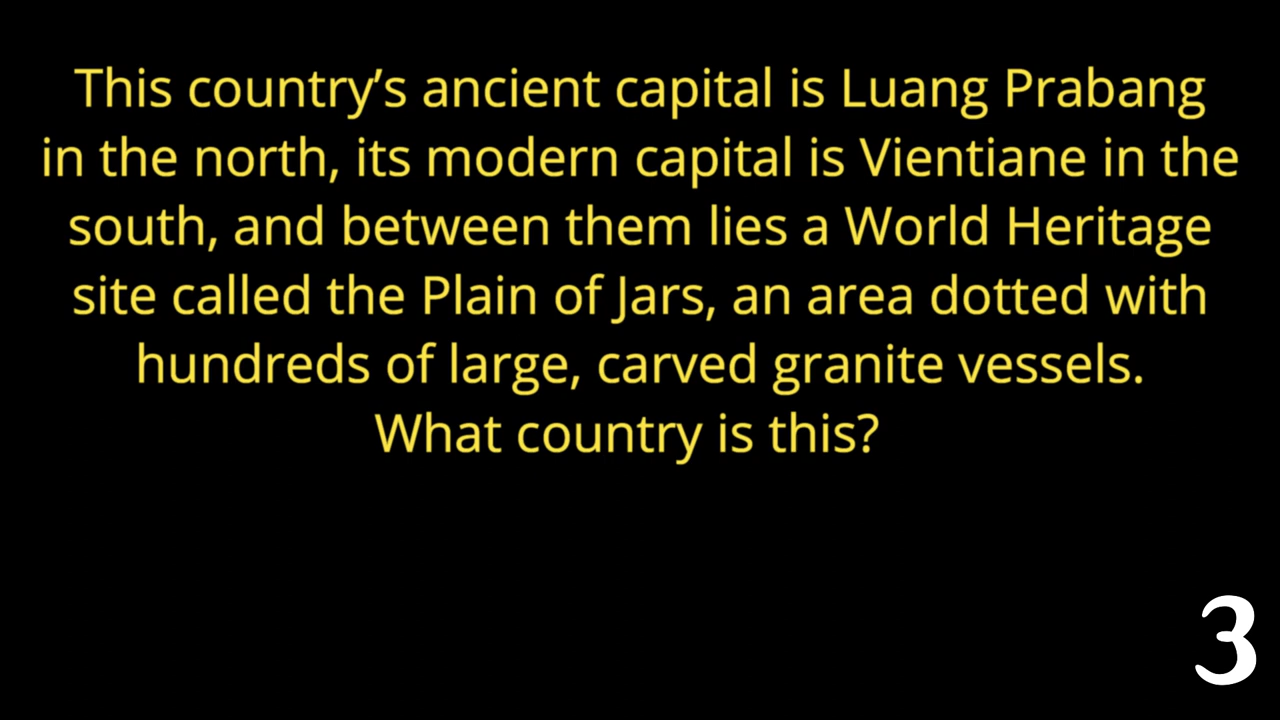 This country’s ancient capital is Luang Prabang
in the north, its modern capital is Vientiane in the
south, and between them lies a World Heritage
site called the Plain of Jars, an area dotted with
hundreds of large, carved granite vessels.
What country is this?
3